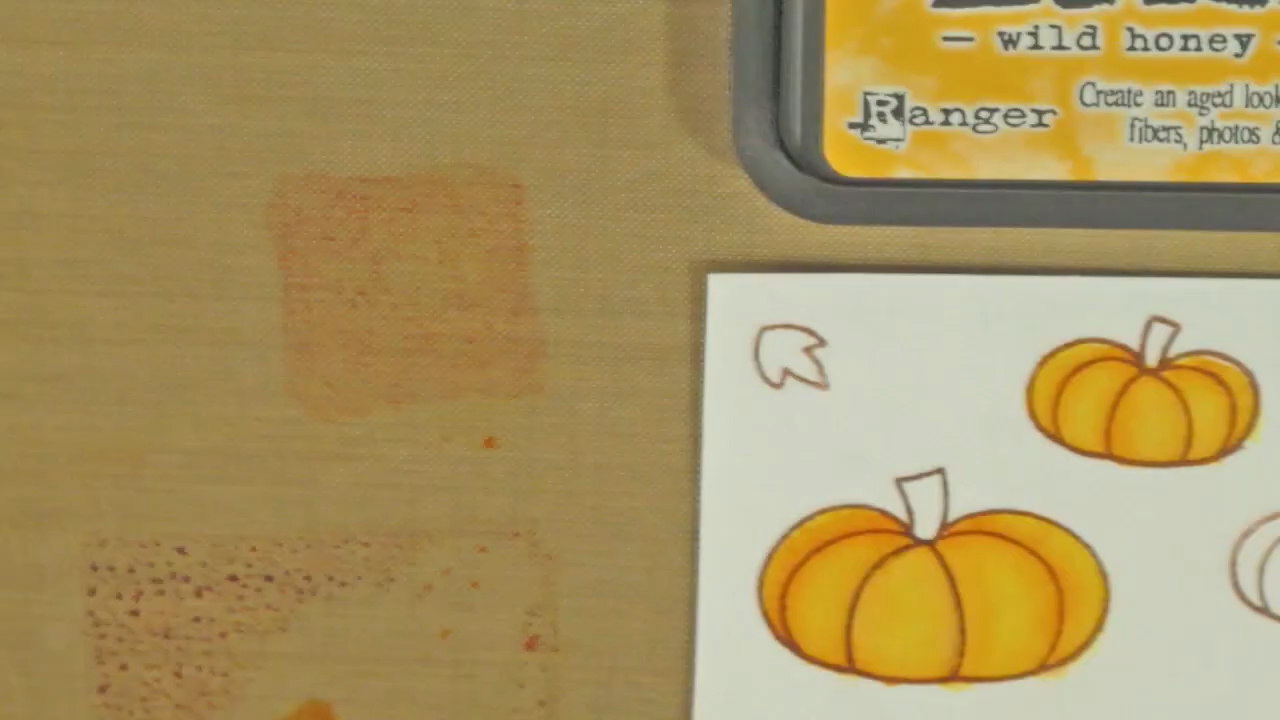 — wild honey
Ranger
Create an aged look
fibers, photos &